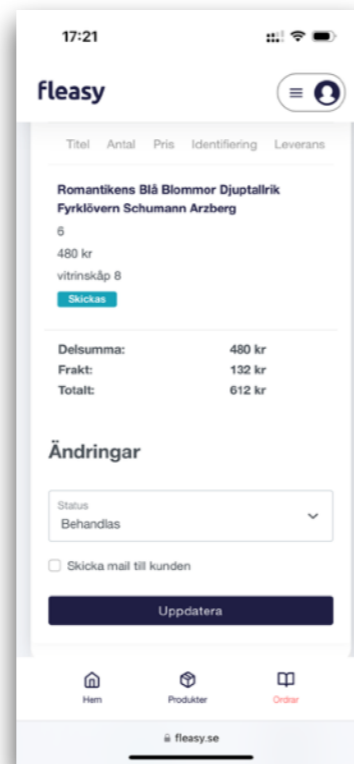 17:21
fleasy
Titel Antal Pris Identifiering Leverans
Romantikens Blå Blommor Djuptallrik
Fyrklövern Schumann Arzberg
6
480 kr
vitrinskåp 8
Skickas
Delsumma: 480 kr
Frakt: 132 kr
Totalt: 612 kr
Ändringar
Status
Behandlas
Skicka mail till kunden
Uppdatera
Hem Produkter Ordrar
fleasy.se